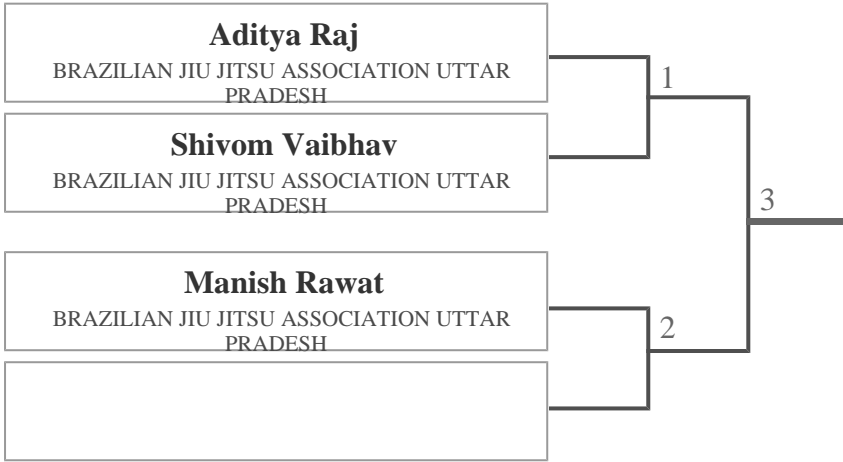 Aditya Raj
BRAZILIAN JIU JITSU ASSOCIATION UTTAR
PRADESH
1
Shivom Vaibhav
BRAZILIAN JIU JITSU ASSOCIATION UTTAR
PRADESH
3
Manish Rawat
BRAZILIAN JIU JITSU ASSOCIATION UTTAR
PRADESH
2